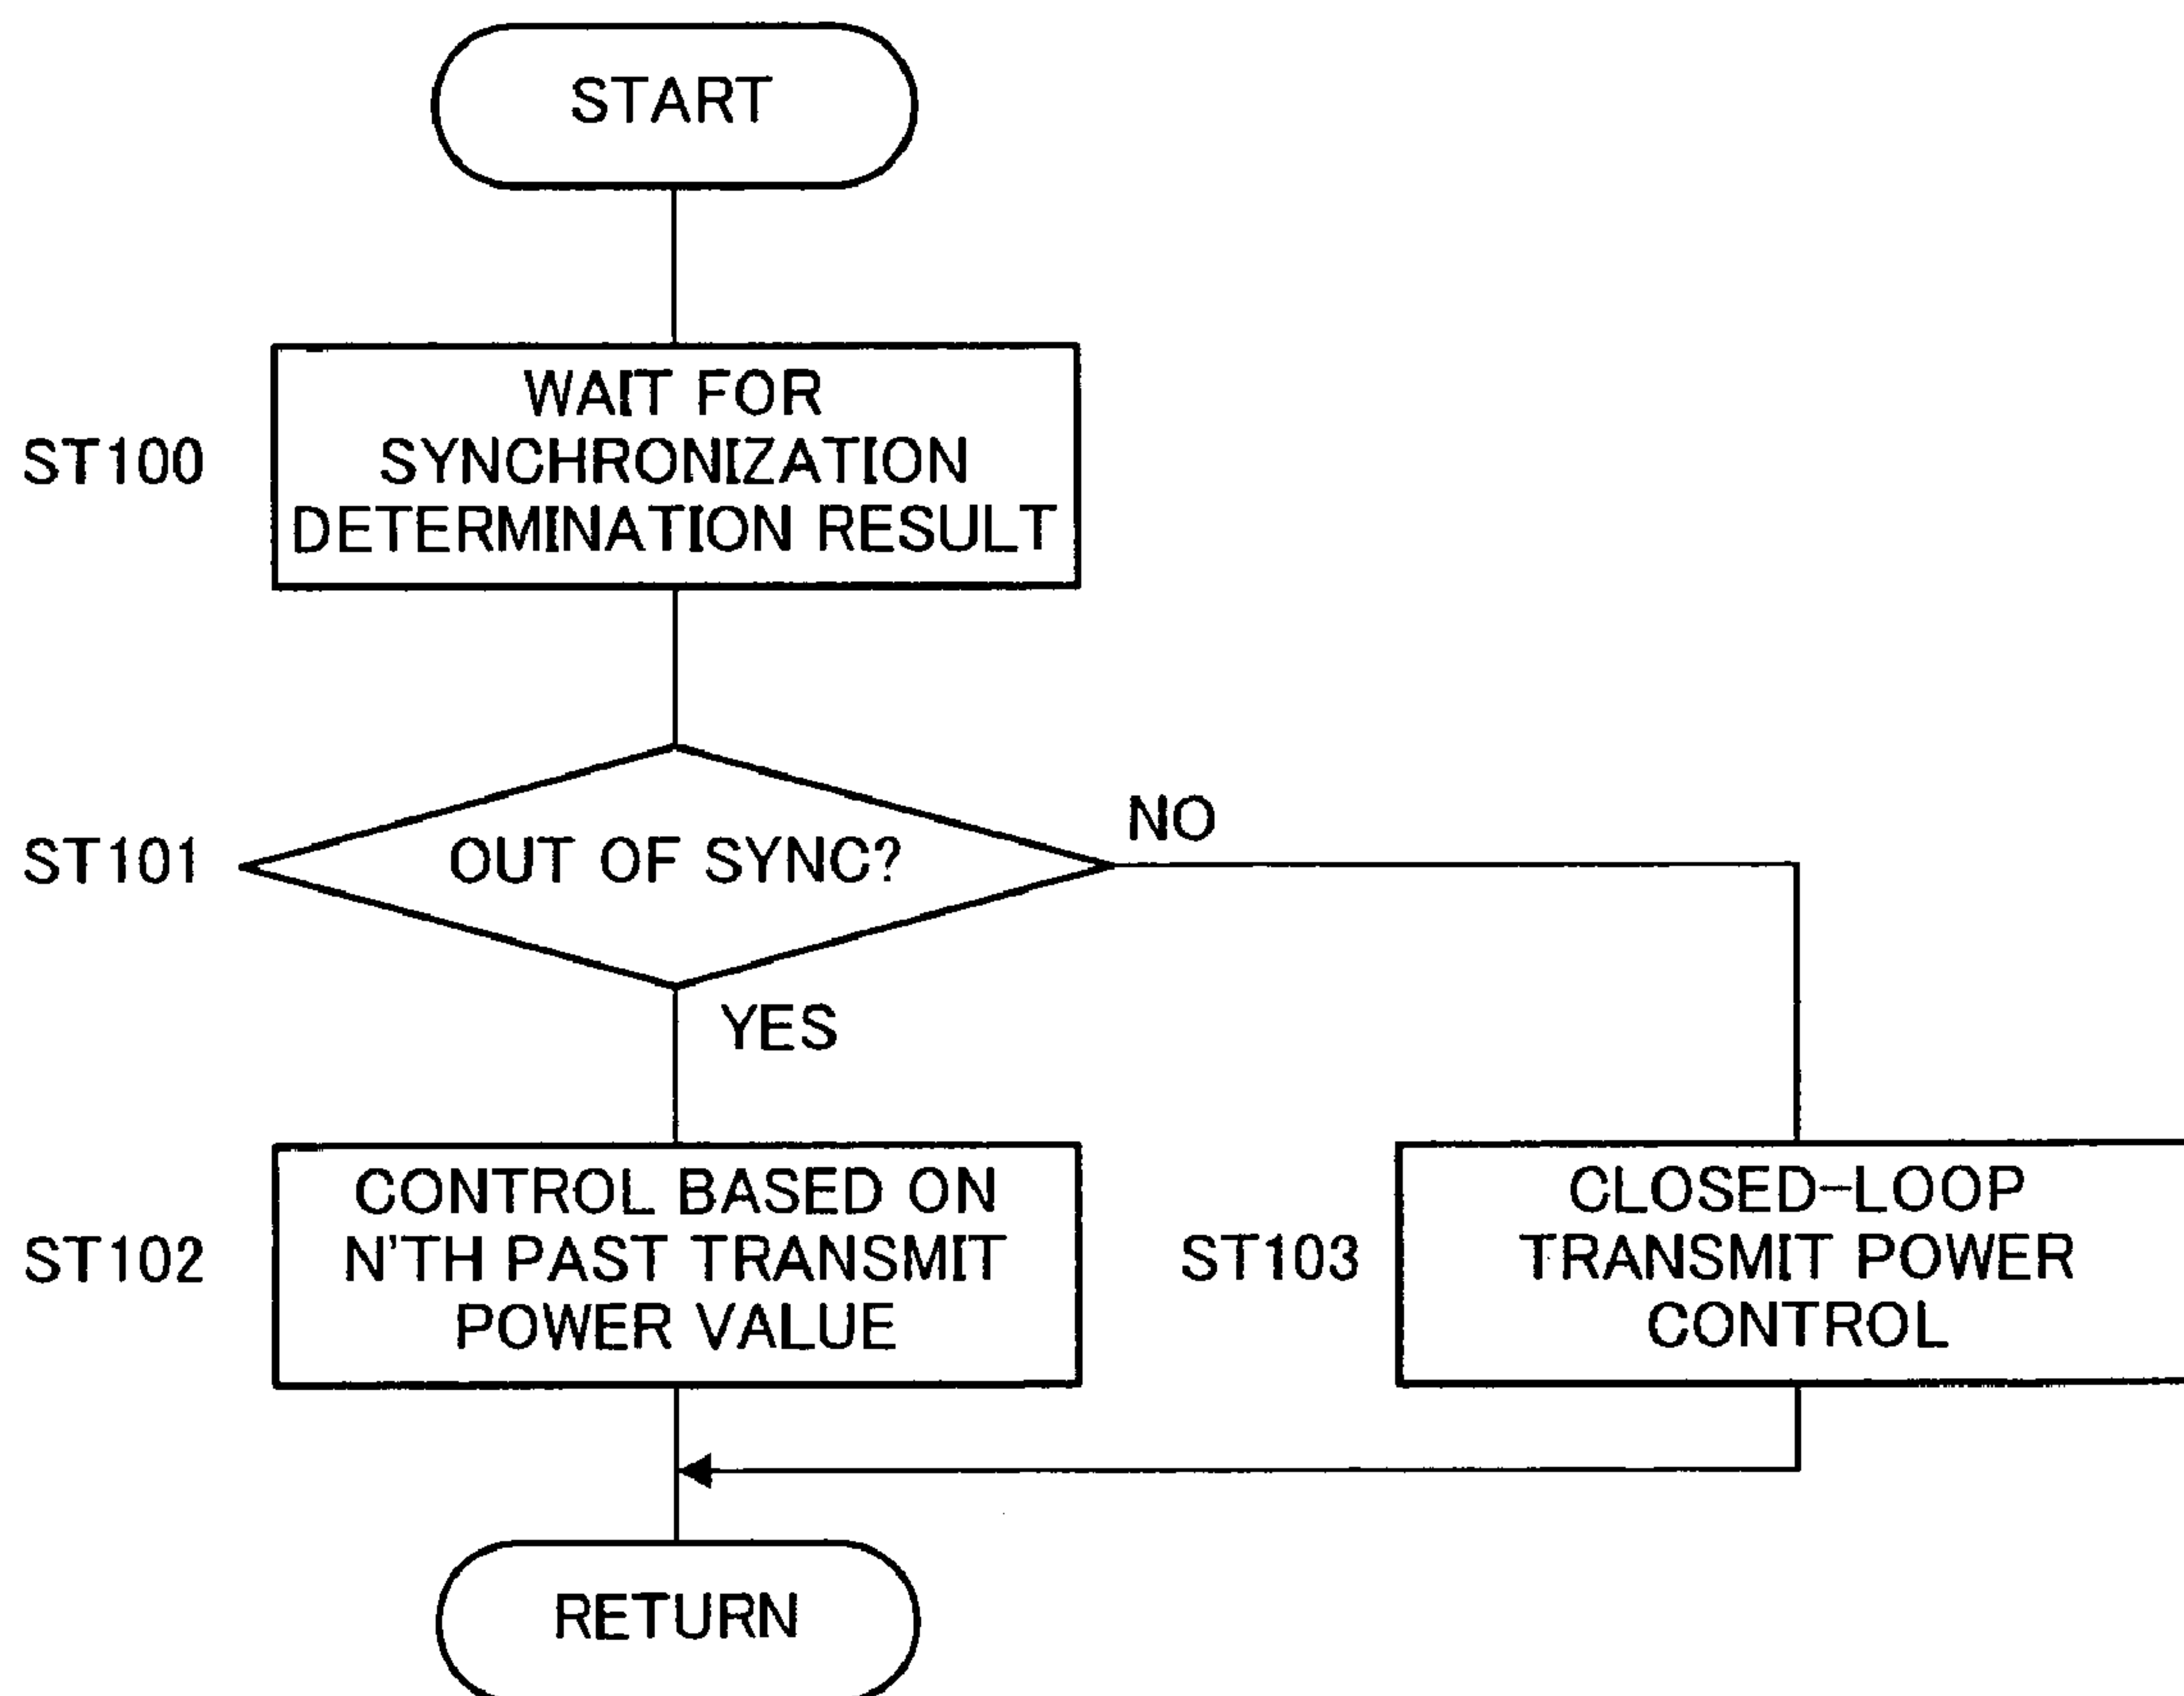 START
ST100
WAIT FOR
SYNCHRONIZATION
DETERMINATION RESULT
ST101
OUT OF SYNC?
NO
YES
ST102
CONTROL BASED ON
N'TH PAST TRANSMIT
POWER VALUE
ST103
CLOSED-LOOP
TRANSMIT POWER
CONTROL
RETURN